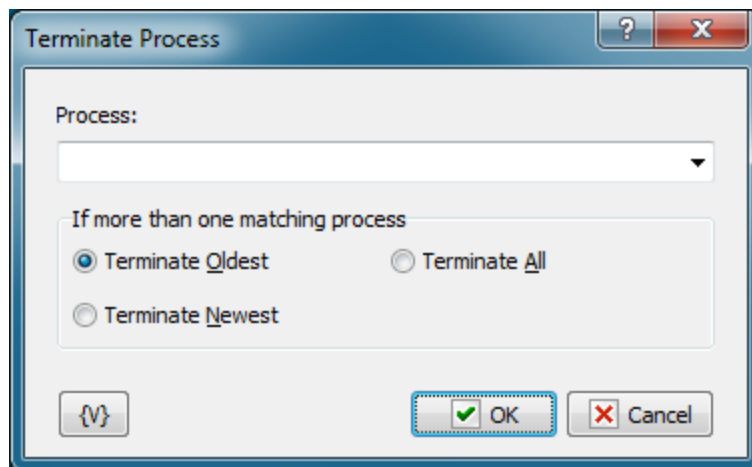 Terminate Process
?
Process:
If more than one matching process
Terminate Oldest
Terminate All
Terminate Newest
{V}
OK
Cancel